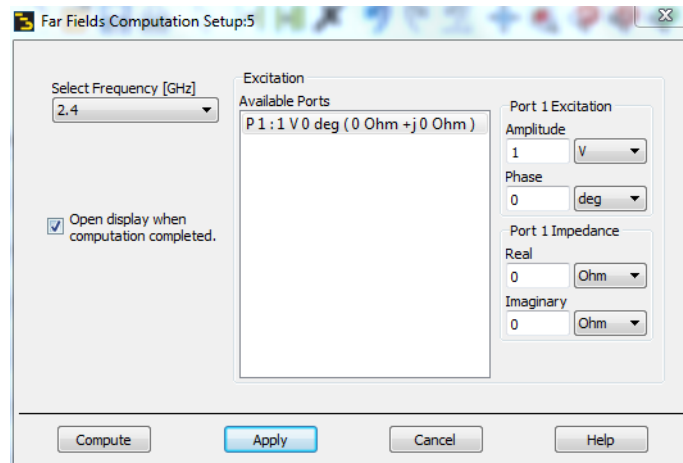 Far Fields Computation Setup:5
Select Frequency [GHz]
2.4
Open display when
computation completed.
Excitation
Available Ports
P 1 : 1 V 0 deg ( 0 Ohm +j 0 Ohm )
Port 1 Excitation
Amplitude
1 V
Phase
0 deg
Port 1 Impedance
Real
0 Ohm
Imaginary
0 Ohm
Compute Apply Cancel Help